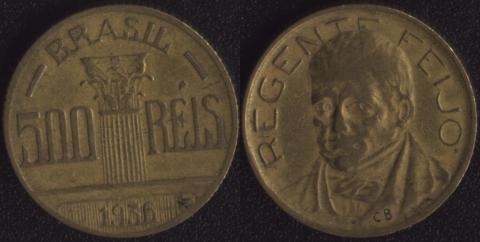 BRASIL
500 RÉIS
1936
REGENTE FEIJÓ
CB